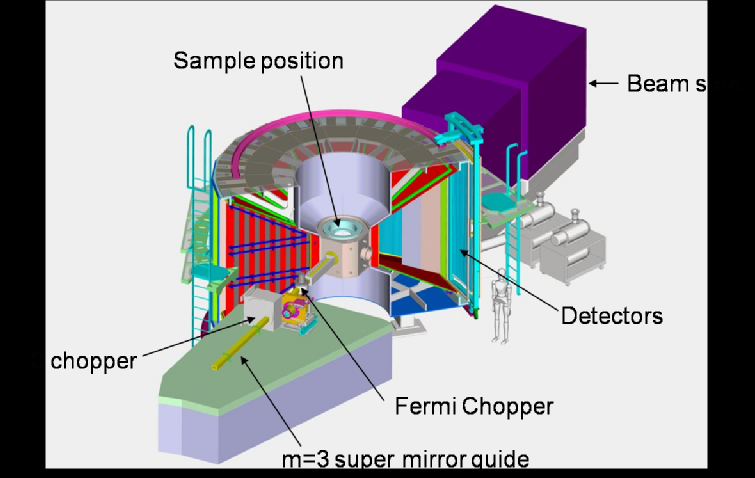 Sample position
Beam
Detectors
chopper
Fermi Chopper
m=3 super mirror guide